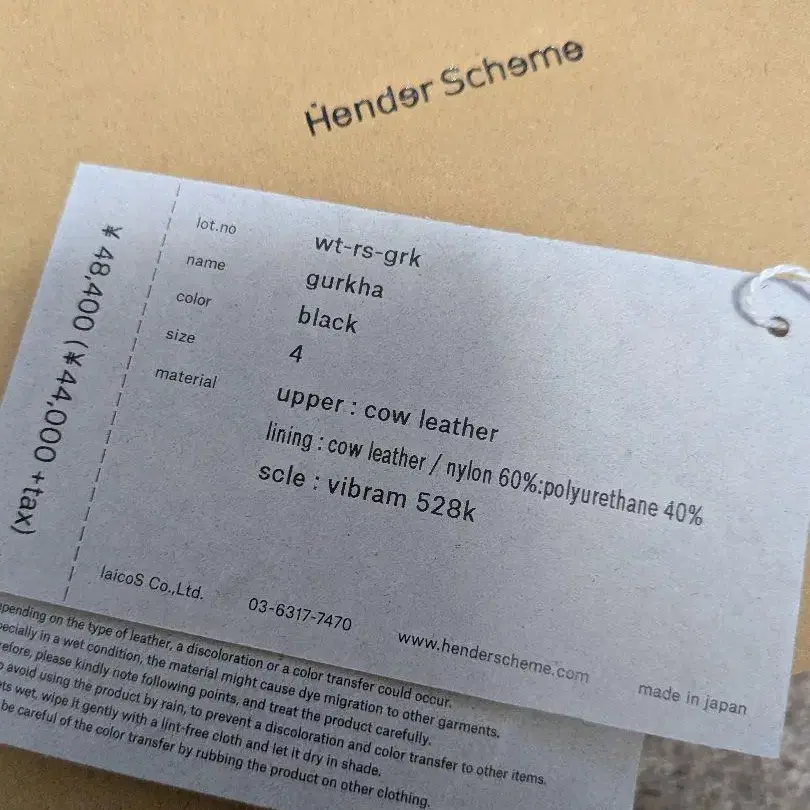 Hender Scheme
¥48,400 (¥44,000 +tax)
lot.no wt-rs-grk
name gurkha
color black
size 4
material upper : cow leather
lining : cow leather / nylon 60%:polyurethane 40%
scle : vibram 528k
laicoS Co.,Ltd. 03-6317-7470 www.henderscheme.com made in japan
pending on the type of leather, a discoloration or a color transfer could occur.
ecially in a wet condition, the material might cause dye migration to other garments.
refore, please kindly note following points, and treat the product carefully.
avoid using the product by rain, to prevent a discoloration and color transfer to other items.
ets wet, wipe it gently with a lint-free cloth and let it dry in shade.
be careful of the color transfer by rubbing the product on other clothing.